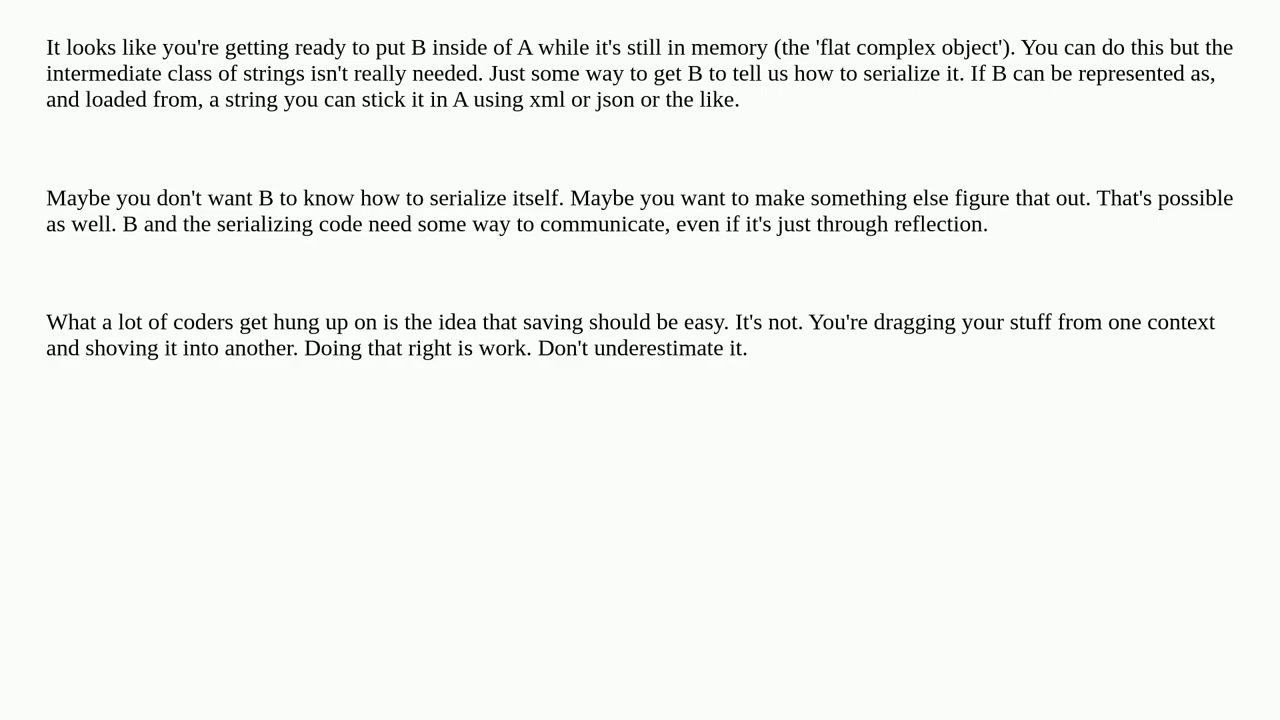 It looks like you're getting ready to put B inside of A while it's still in memory (the 'flat complex object'). You can do this but the
intermediate class of strings isn't really needed. Just some way to get B to tell us how to serialize it. If B can be represented as,
and loaded from, a string you can stick it in A using xml or json or the like.
Maybe you don't want B to know how to serialize itself. Maybe you want to make something else figure that out. That's possible
as well. B and the serializing code need some way to communicate, even if it's just through reflection.
What a lot of coders get hung up on is the idea that saving should be easy. It's not. You're dragging your stuff from one context
and shoving it into another. Doing that right is work. Don't underestimate it.